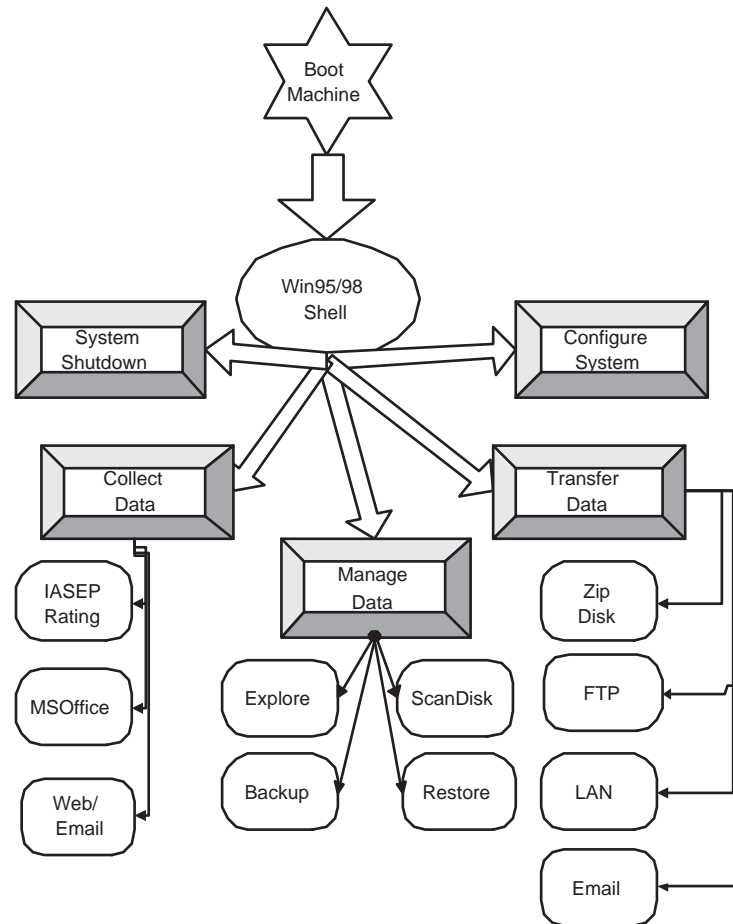 Boot
Machine
Win95/98
Shell
System
Shutdown
Configure
System
Collect
Data
Transfer
Data
Manage
Data
IASEP
Rating
Zip
Disk
Explore
ScanDisk
MSOffice
FTP
Backup
Restore
Web/
Email
LAN
Email